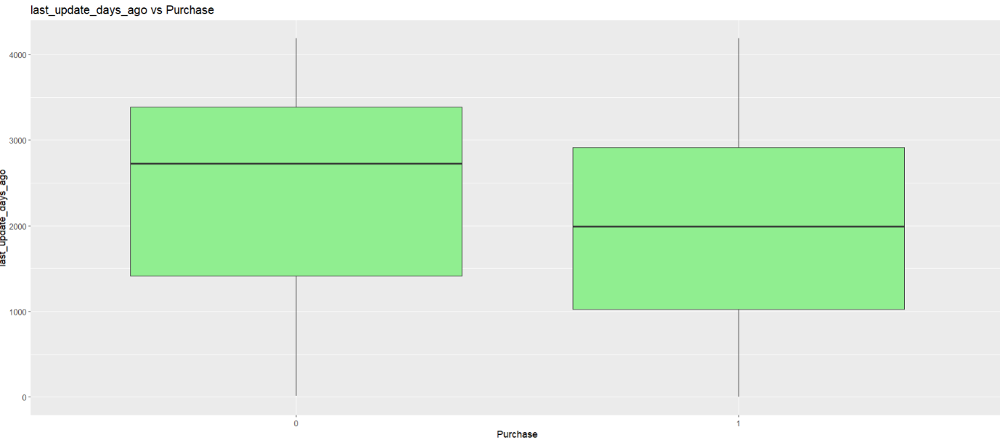 last_update_days_ago vs Purchase
last_update_days_ago
4000
3000
2000
1000
0
0
1
Purchase